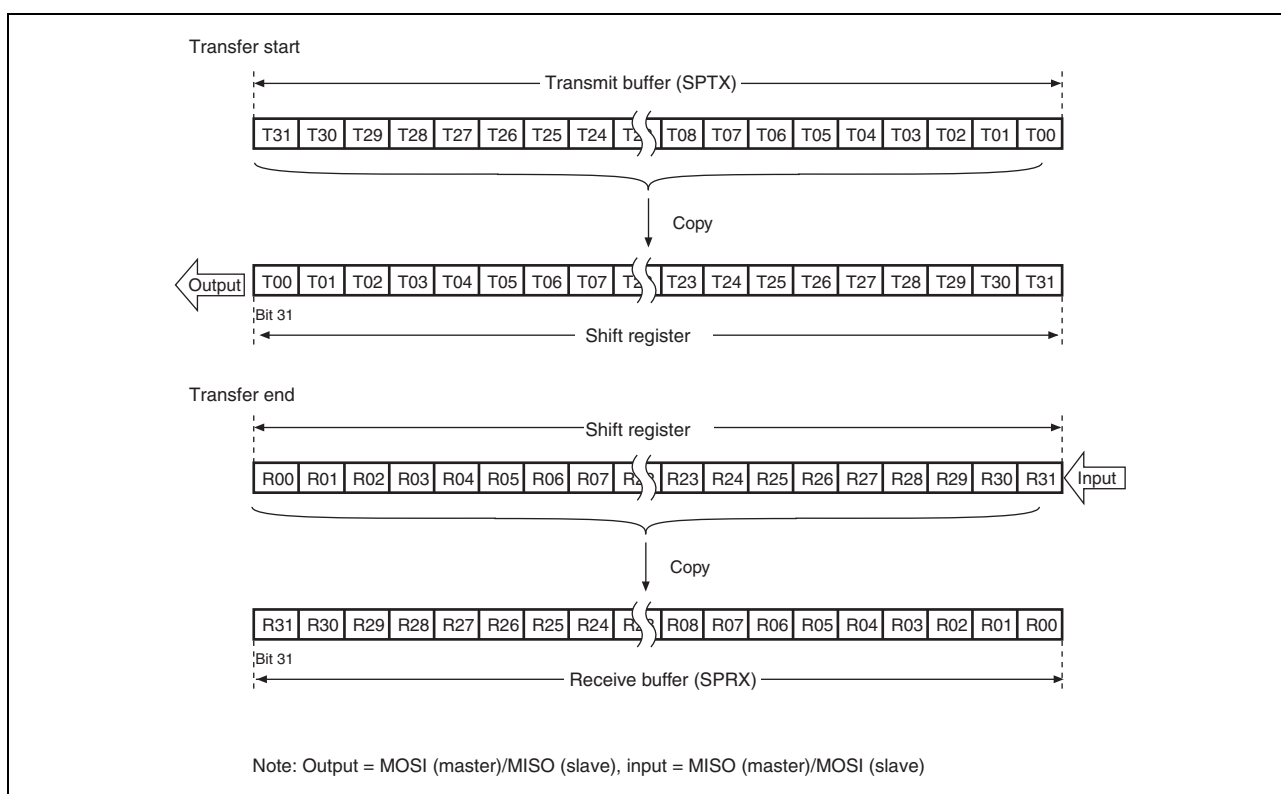 Transfer start
Transmit buffer (SPTX)
T31 T30 T29 T28 T27 T26 T25 T24 T08 T07 T06 T05 T04 T03 T02 T01 T00
Copy
Output
T00 T01 T02 T03 T04 T05 T06 T07 T23 T24 T25 T26 T27 T28 T29 T30 T31
Bit 31
Shift register
Transfer end
Shift register
R00 R01 R02 R03 R04 R05 R06 R07 R23 R24 R25 R26 R27 R28 R29 R30 R31
Input
Copy
R31 R30 R29 R28 R27 R26 R25 R24 R08 R07 R06 R05 R04 R03 R02 R01 R00
Bit 31
Receive buffer (SPRX)
Note: Output = MOSI (master)/MISO (slave), input = MISO (master)/MOSI (slave)